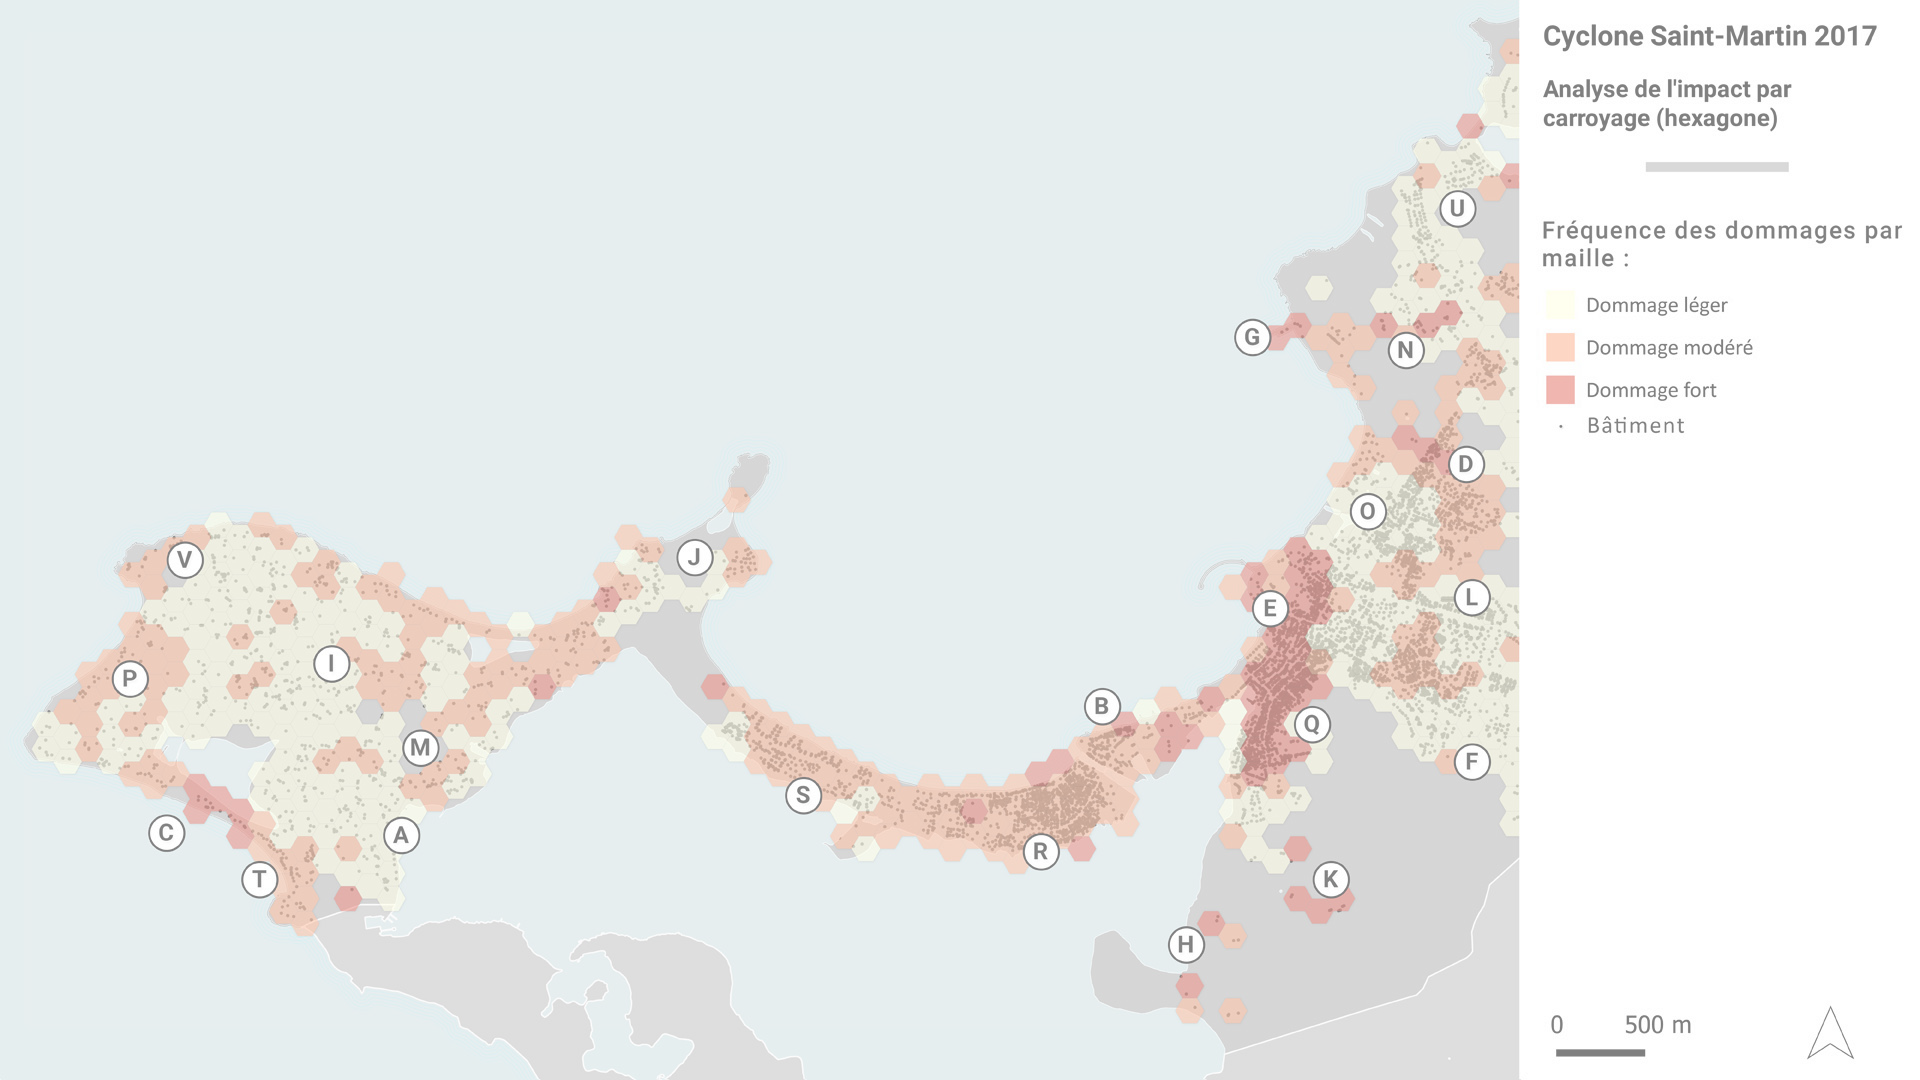 Cyclone Saint-Martin 2017
Analyse de l'impact par
carroyage (hexagone)
Fréquence des dommages par
maille :
Dommage léger
Dommage modéré
Dommage fort
Bâtiment
U
G
N
D
O
V
J
L
E
I
P
B
Q
M
F
S
C
A
R
T
K
H
0 500 m